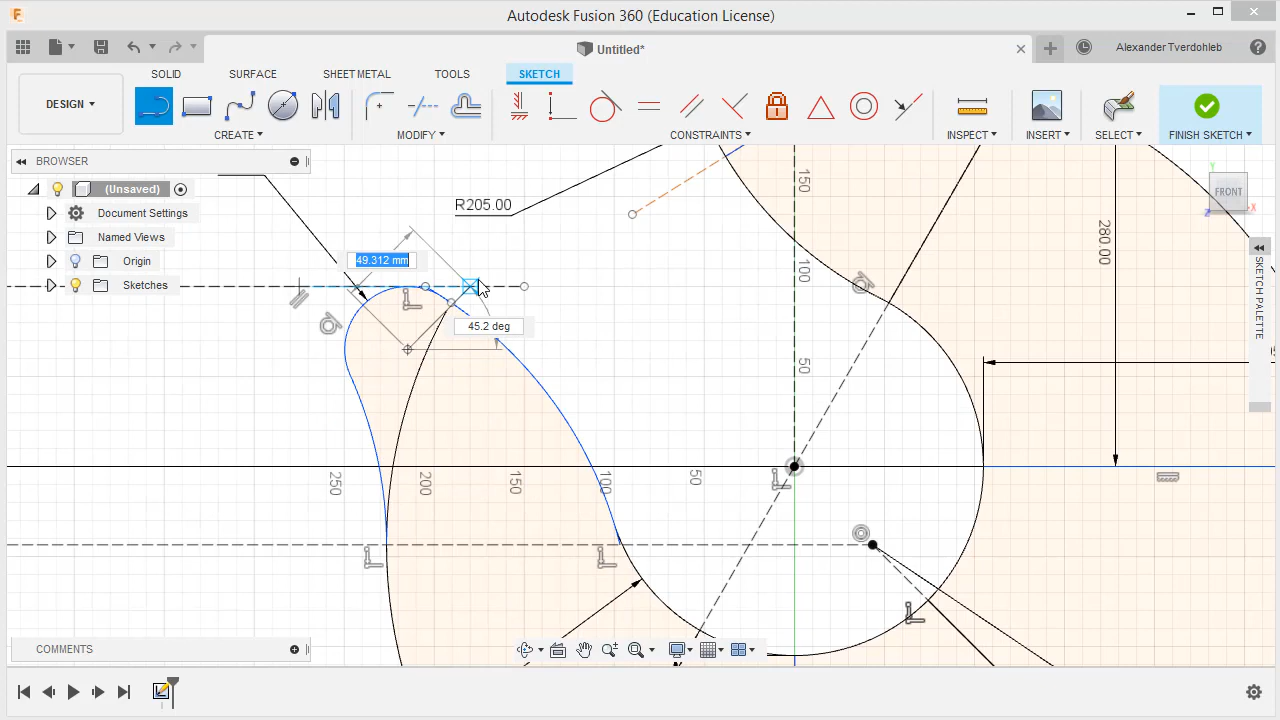 Autodesk Fusion 360 (Education License)
Untitled*
Alexander Tverdohleb
SOLID SURFACE SHEET METAL TOOLS SKETCH
DESIGN
CREATE MODIFY CONSTRAINTS INSPECT INSERT SELECT FINISH SKETCH
BROWSER
(Unsaved)
Document Settings
Named Views
Origin
Sketches
COMMENTS
R205.00
49.312 mm
45.2 deg
150
100
50
280.00
250
200
150
100
50
FRONT
Y
X
Z
SKETCH PALETTE